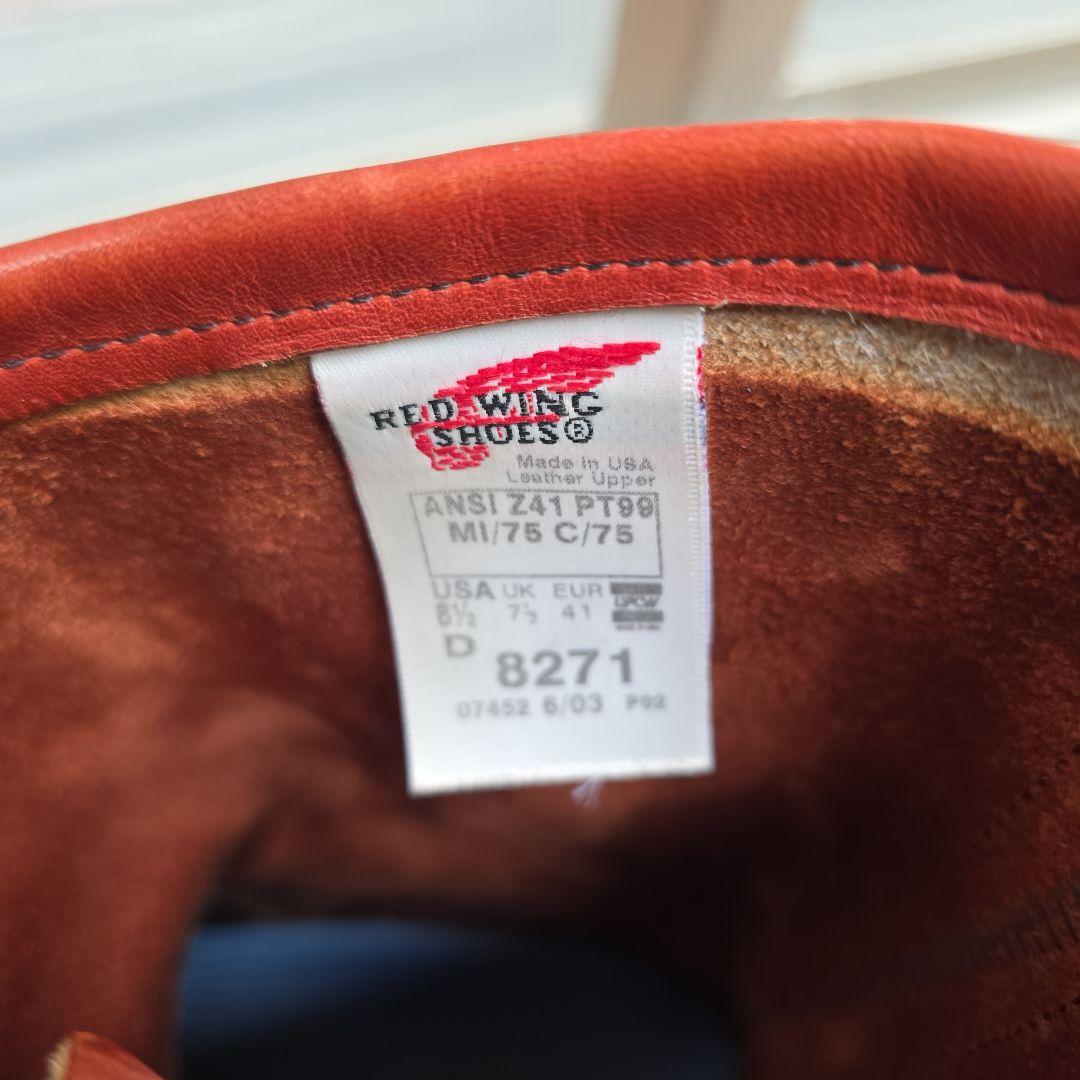 RED WING
SHOES®
Made in USA
Leather Upper
ANSI Z41 PT99
MI/75 C/75
USA UK EUR
8½ 7½ 41
D
8271
07452 6/03 P02